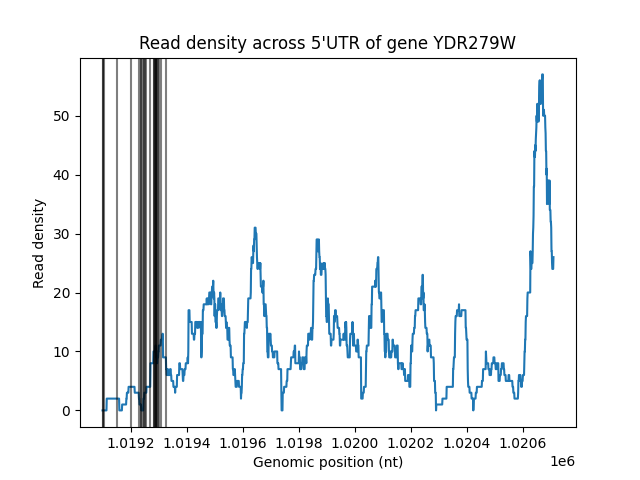 Read density across 5'UTR of gene YDR279W
Read density
50
40
30
20
10
0
1.0192 1.0194 1.0196 1.0198 1.0200 1.0202 1.0204 1.0206
1e6
Genomic position (nt)